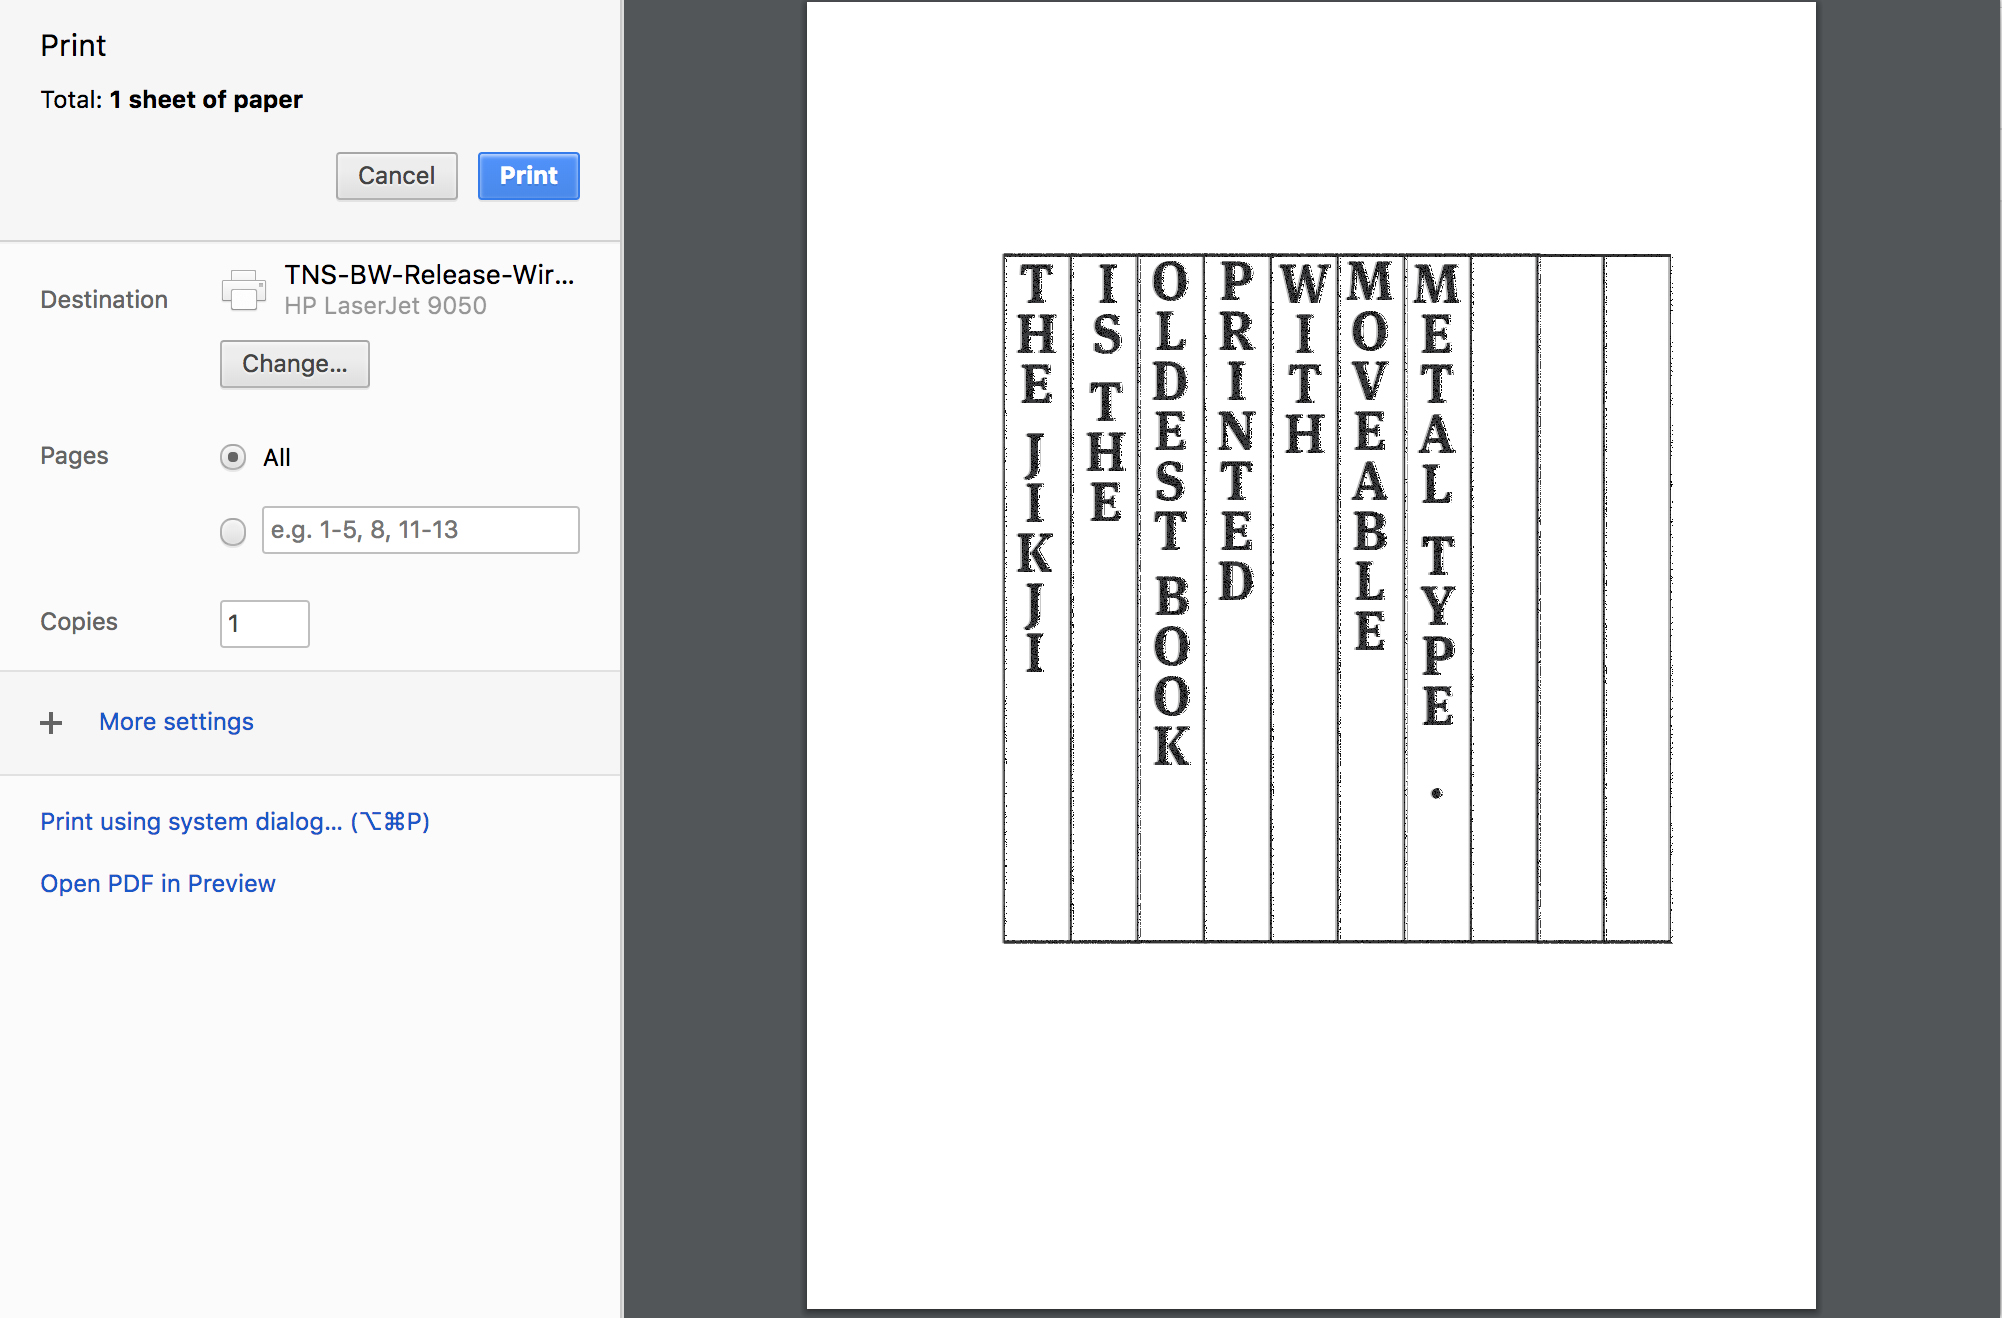 Print
Total: 1 sheet of paper
Cancel
Print
Destination
TNS-BW-Release-Wir...
HP LaserJet 9050
Change...
Pages
All
e.g. 1-5, 8, 11-13
Copies
1
More settings
Print using system dialog... (⌥⌘P)
Open PDF in Preview
THE JIKJI
IS THE
OLDEST BOOK
PRINTED
WITH
MOVEABLE
METAL TYPE .